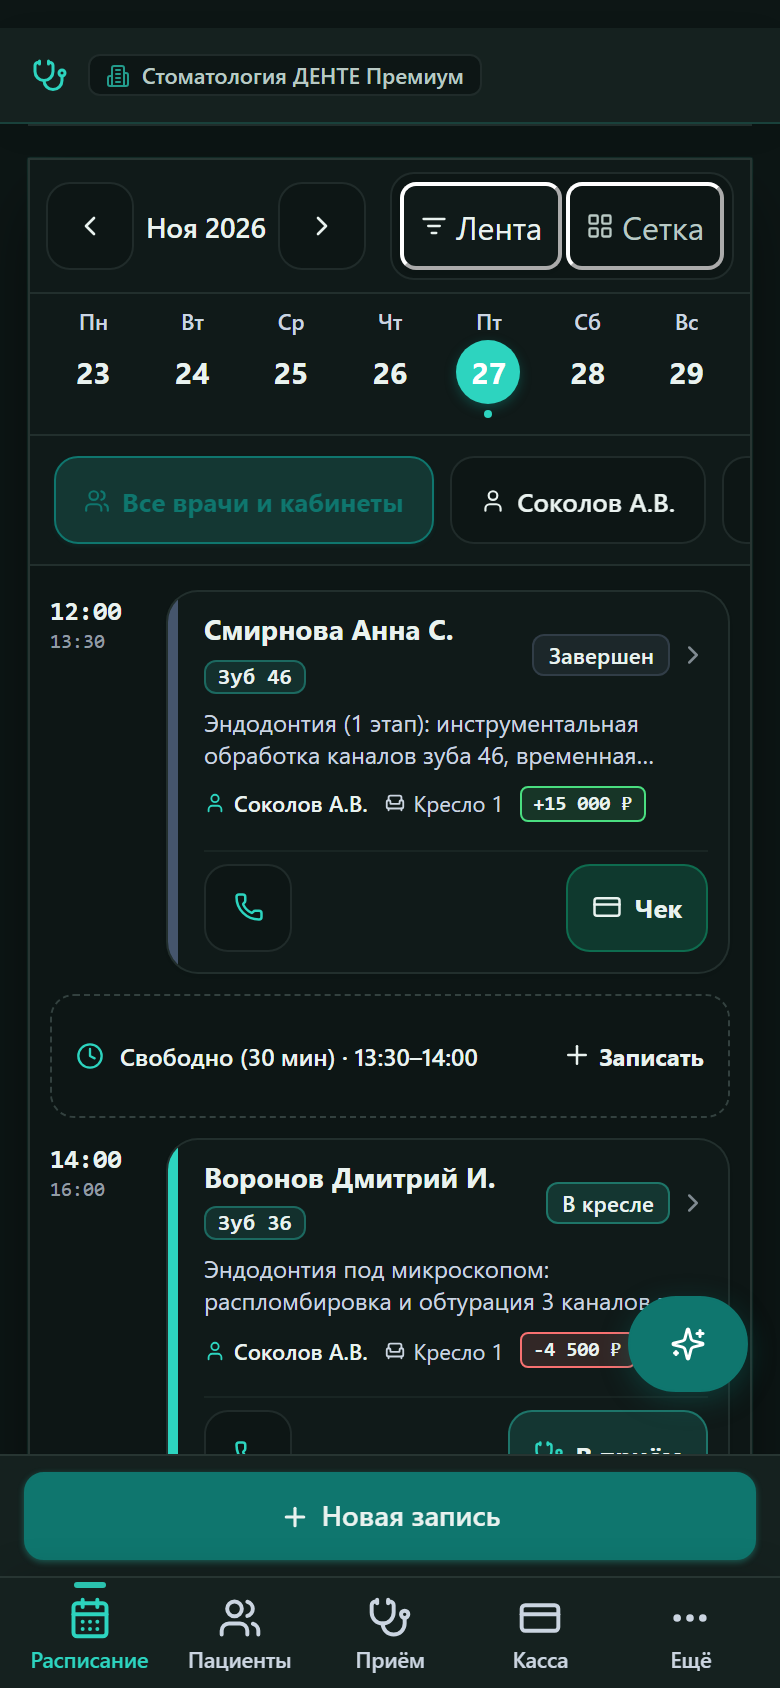 Стоматология ДЕНТЕ Премиум
Ноя 2026
Лента
Сетка
Пн Вт Ср Чт Пт Сб Вс
23 24 25 26 27 28 29
Все врачи и кабинеты
Соколов А.В.
12:00
13:30
Смирнова Анна С.
Зуб 46
Завершен
Эндодонтия (1 этап): инструментальная
обработка каналов зуба 46, временная...
Соколов А.В. Кресло 1 +15 000 ₽
Чек
Свободно (30 мин) · 13:30–14:00
+ Записать
14:00
16:00
Воронов Дмитрий И.
Зуб 36
В кресле
Эндодонтия под микроскопом:
распломбировка и обтурация 3 каналов
Соколов А.В. Кресло 1 -4 500 ₽
+ Новая запись
Расписание Пациенты Приём Касса Ещё